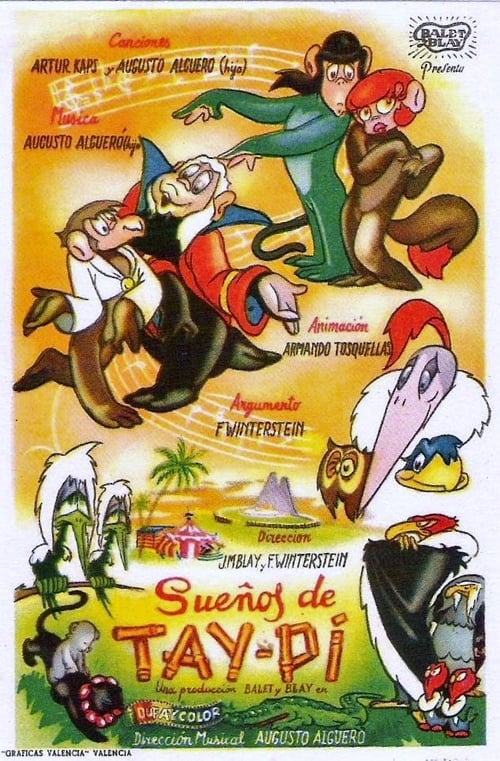 BALET
Y BLAY
Presenta
Canciones
ARTUR KAPS y AUGUSTO ALGUERÓ (hijo)
Música
AUGUSTO ALGUERÓ (hijo)
Animación
ARMANDO TOSQUELLAS
Argumento
F WINTERSTEIN
Dirección
J.M.BLAY y F. WINTERSTEIN
Sueños de
TAY-PÍ
Una producción BALET y BLAY en
DUFAYCOLOR
Dirección Musical AUGUSTO ALGUERÓ
"GRAFICAS VALENCIA" VALENCIA